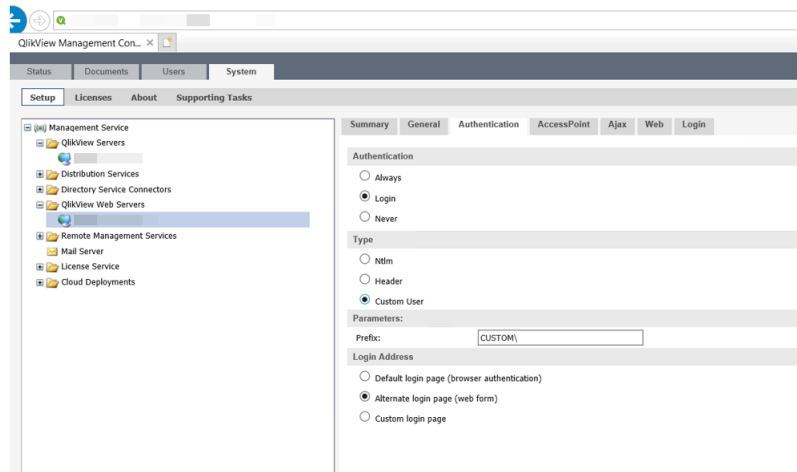 QlikView Management Con...
Status Documents Users System
Setup Licenses About Supporting Tasks
Management Service
QlikView Servers
Distribution Services
Directory Service Connectors
QlikView Web Servers
Remote Management Services
Mail Server
License Service
Cloud Deployments
Summary General Authentication AccessPoint Ajax Web Login
Authentication
Always
Login
Never
Type
Ntlm
Header
Custom User
Parameters:
Prefix: CUSTOM\
Login Address
Default login page (browser authentication)
Alternate login page (web form)
Custom login page